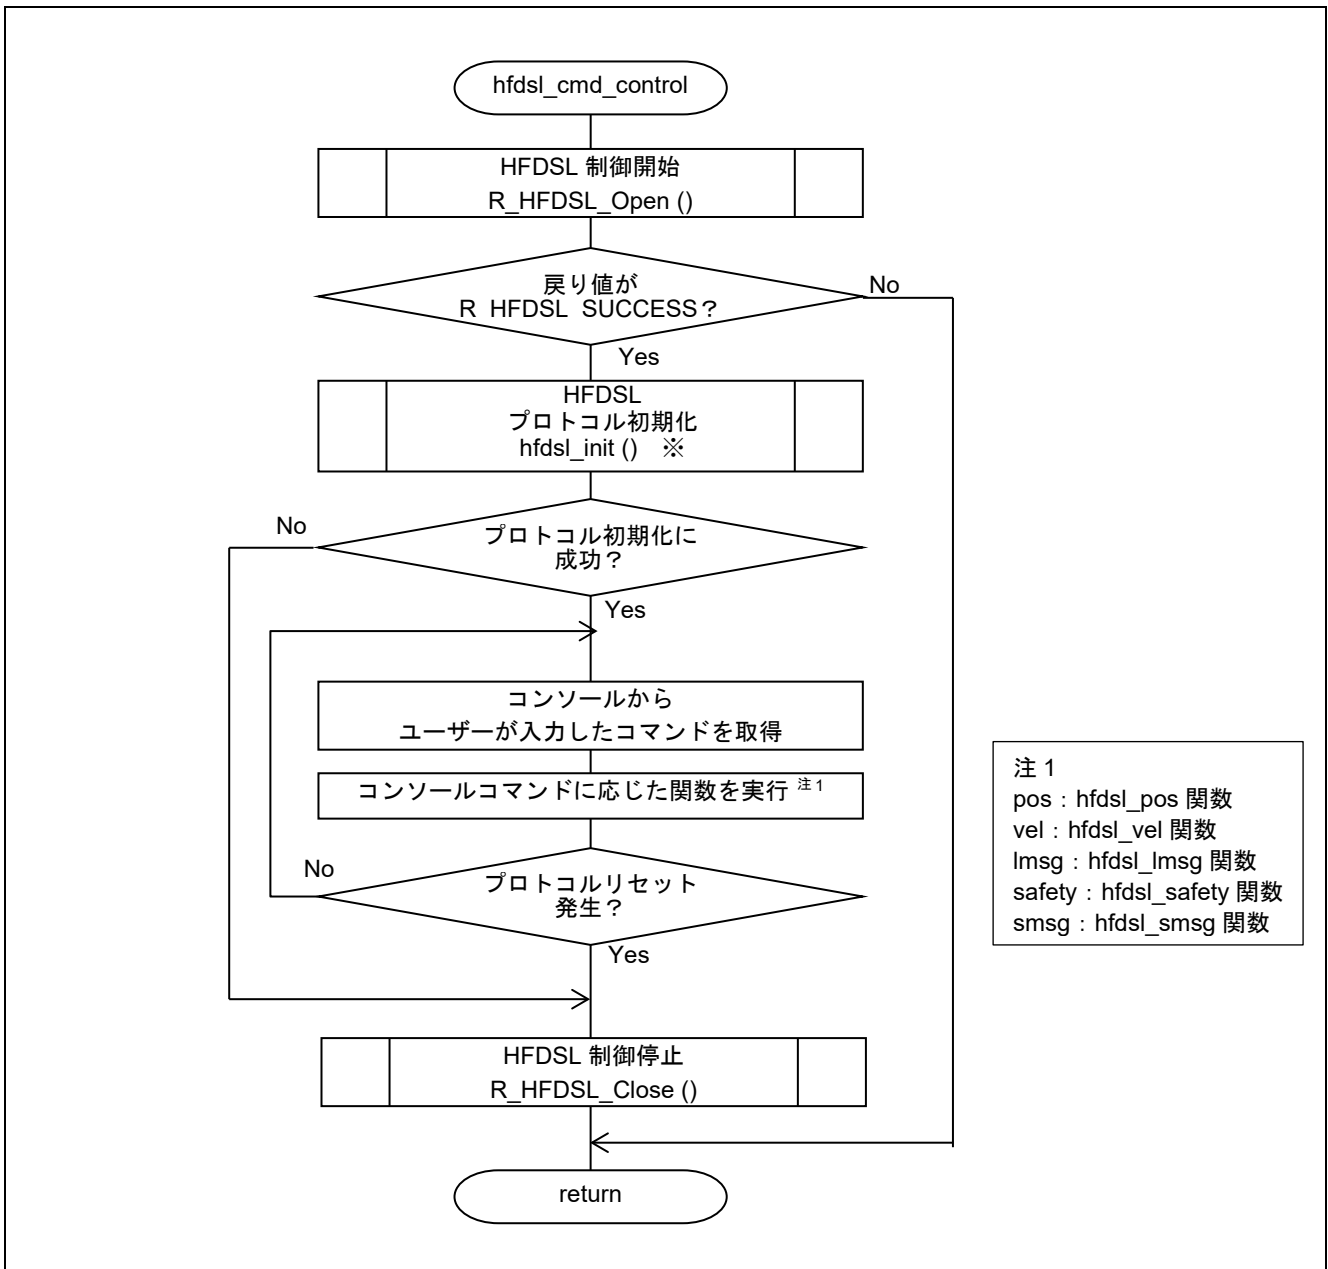 hfdsl_cmd_control
HFDSL 制御開始
R_HFDSL_Open ()
戻り値が
R HFDSL SUCCESS?
No
Yes
HFDSL
プロトコル初期化
hfdsl_init () ※
No
プロトコル初期化に
成功?
Yes
コンソールから
ユーザーが入力したコマンドを取得
コンソールコマンドに応じた関数を実行 注1
No
プロトコルリセット
発生?
Yes
HFDSL 制御停止
R_HFDSL_Close ()
return
注 1
pos:hfdsl_pos 関数
vel:hfdsl_vel 関数
lmsg:hfdsl_lmsg 関数
safety:hfdsl_safety 関数
smsg:hfdsl_smsg 関数